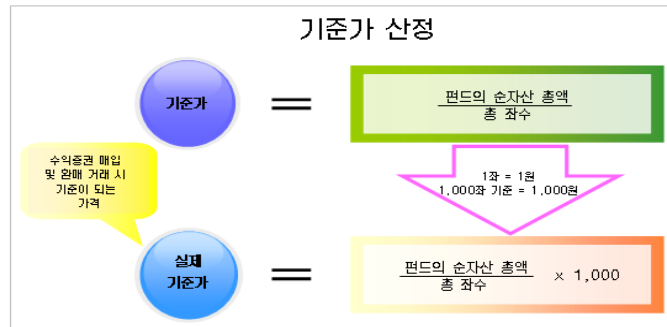 기준가 산정
기준가
=
펀드의 순자산 총액
총 좌수
1좌 = 1원
1,000좌 기준 = 1,000원
수익증권 매입
및 환매 거래 시
기준이 되는
가격
실제
기준가
=
펀드의 순자산 총액
총 좌수
x 1,000